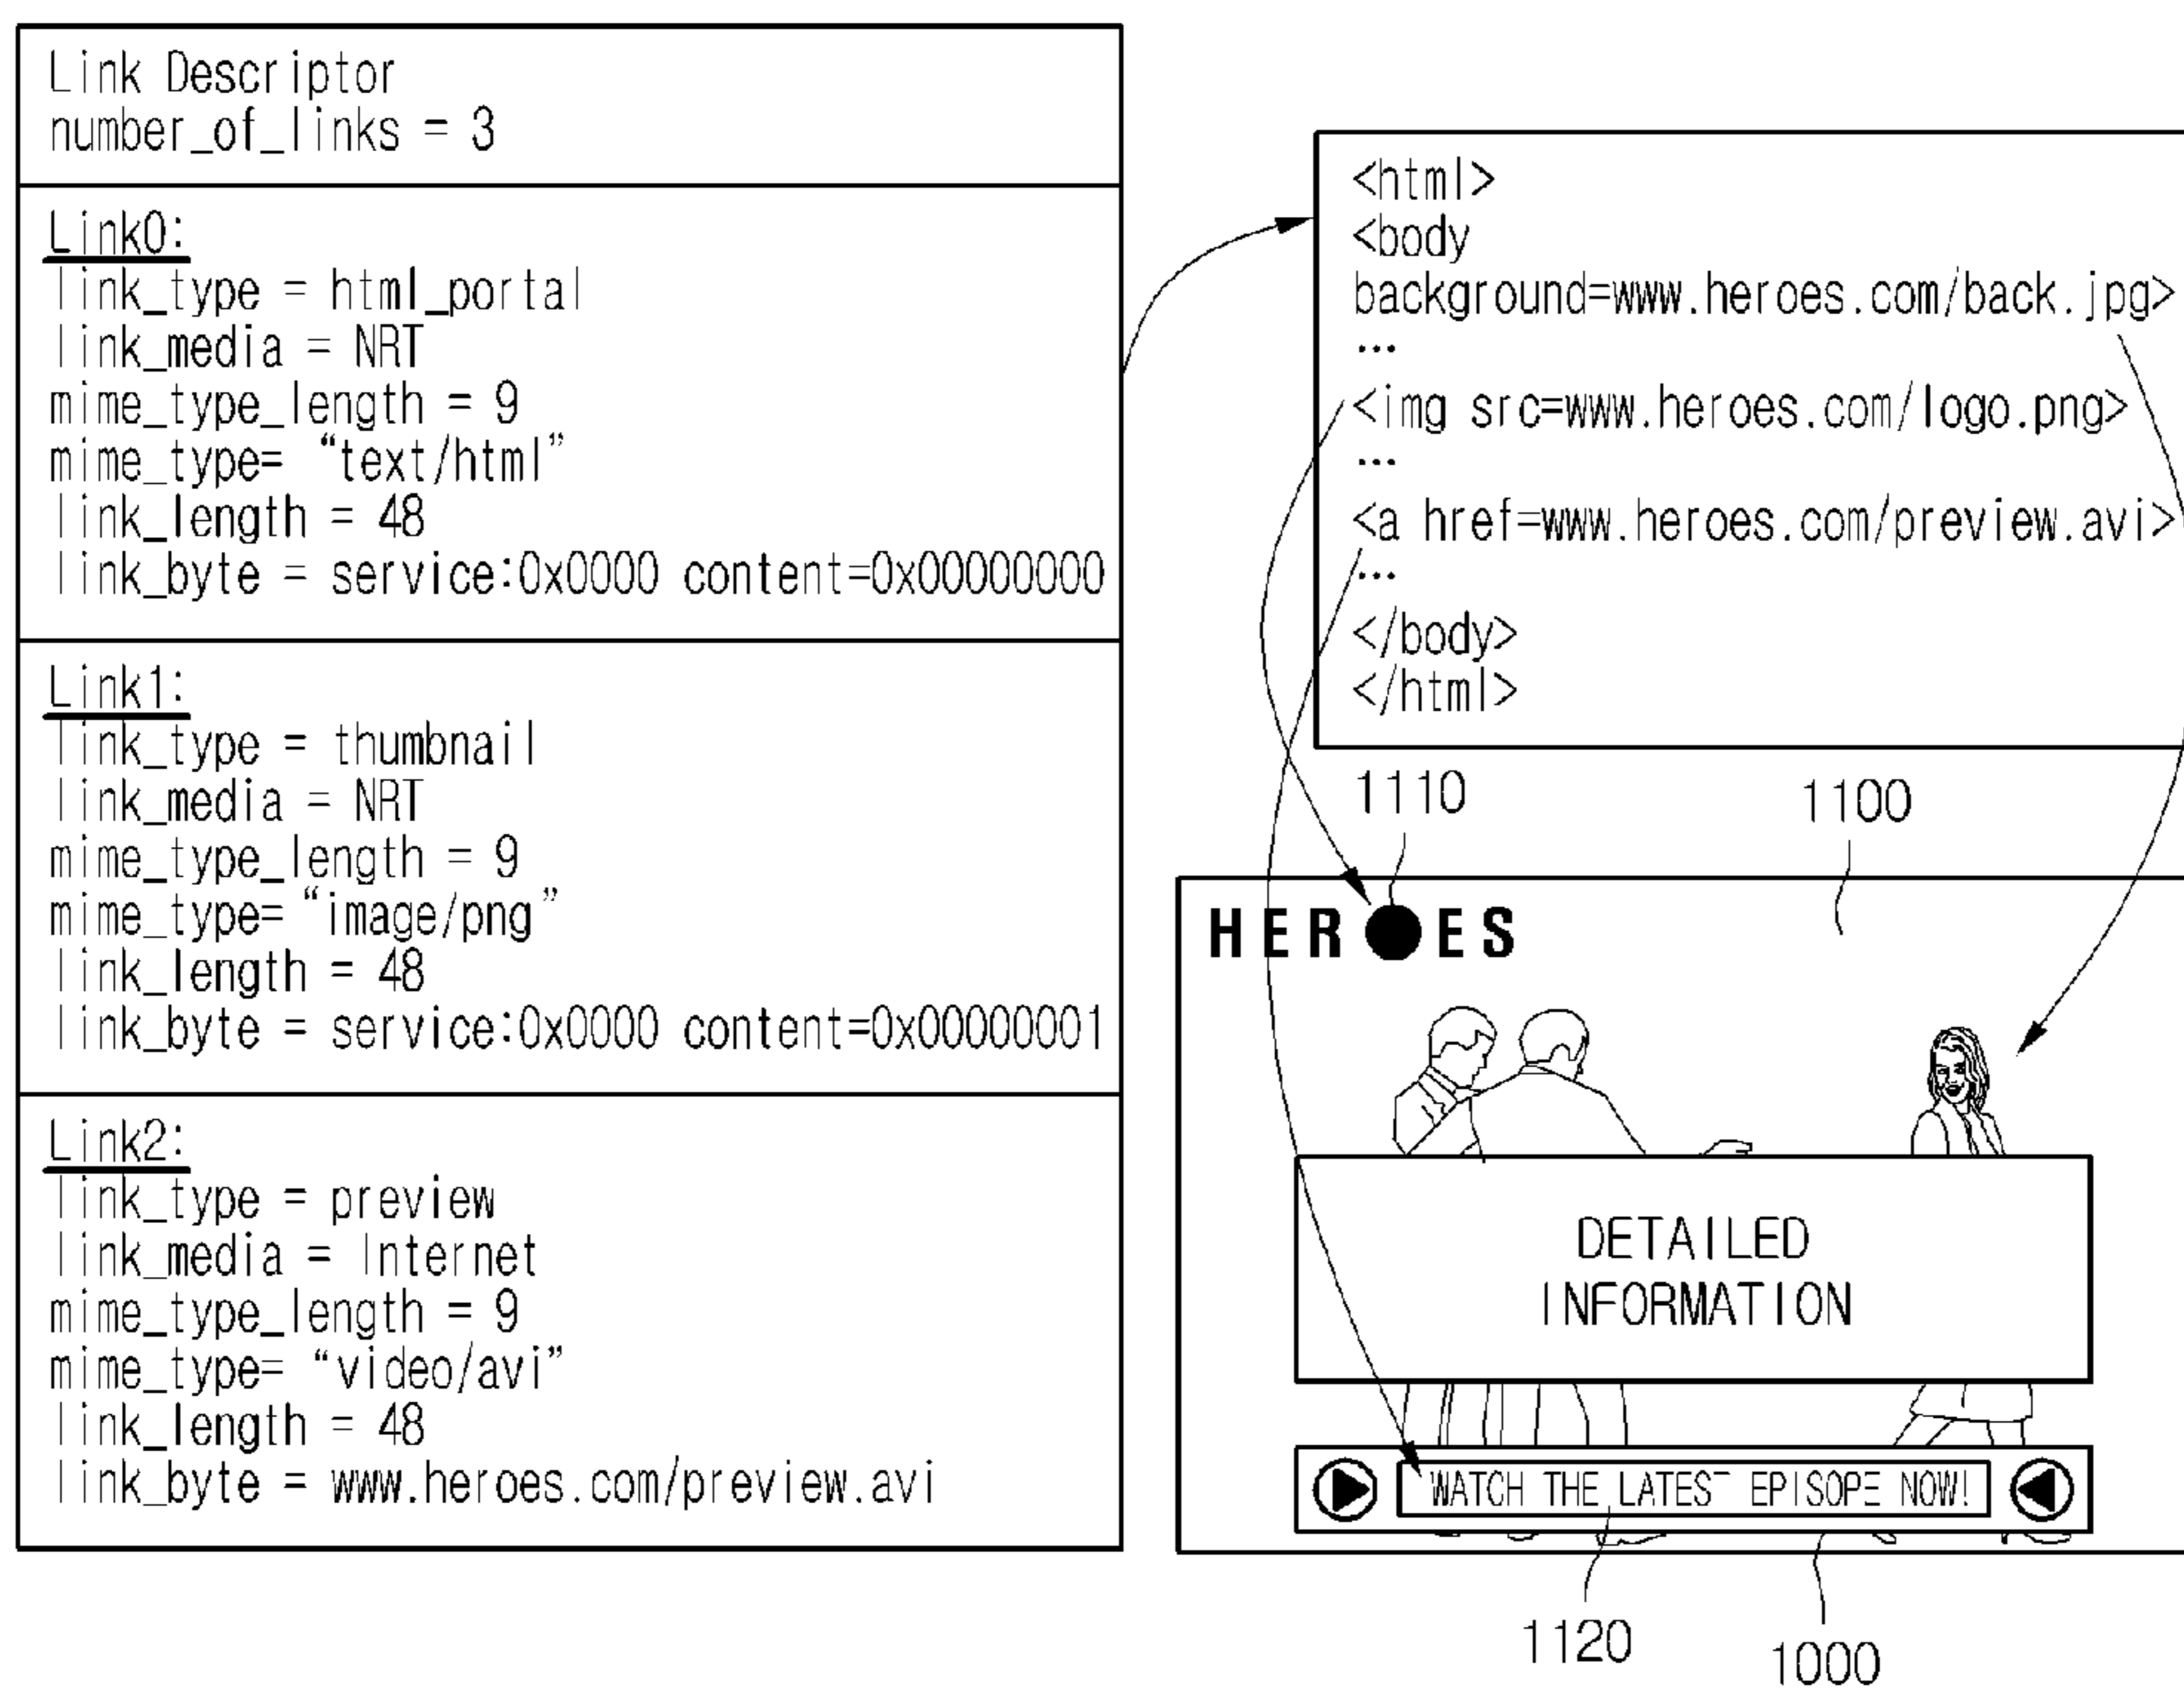 Link Descriptor
number_of_links = 3
Link0:
link_type = html_portal
link_media = NRT
mime_type_length = 9
mime_type= “text/html”
link_length = 48
link_byte = service:0x0000 content=0x00000000
Link1:
link_type = thumbnail
link_media = NRT
mime_type_length = 9
mime_type= “image/png”
link_length = 48
link_byte = service:0x0000 content=0x00000001
Link2:
link_type = preview
link_media = Internet
mime_type_length = 9
mime_type= “video/avi”
link_length = 48
link_byte = www.heroes.com/preview.avi
<html>
<body
background=www.heroes.com/back.jpg>
...
<img src=www.heroes.com/logo.png>
...
<a href=www.heroes.com/preview.avi>
...
</body>
</html>
1110
1100
HER●ES
DETAILED
INFORMATION
WATCH THE LATEST EPISOPE NOW!
1120
1000